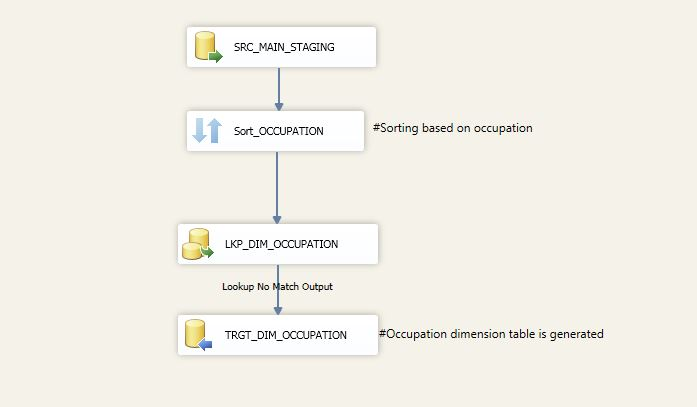 SRC_MAIN_STAGING
Sort_OCCUPATION
#Sorting based on occupation
LKP_DIM_OCCUPATION
Lookup No Match Output
TRGT_DIM_OCCUPATION
#Occupation dimension table is generated